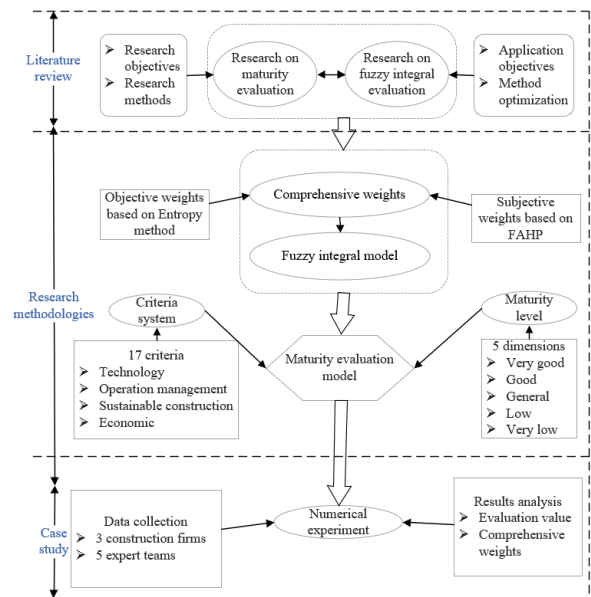 Literature
review
Research
objectives
Research
methods
Research on
maturity
evaluation
Research on
fuzzy integral
evaluation
Application
objectives
Method
optimization
Research
methodologies
Objective weights
based on Entropy
method
Comprehensive weights
Fuzzy integral model
Subjective
weights based on
FAHP
Criteria
system
17 criteria
Technology
Operation management
Sustainable construction
Economic
Maturity evaluation
model
Maturity
level
5 dimensions
Very good
Good
General
Low
Very low
Case
study
Data collection
3 construction firms
5 expert teams
Numerical
experiment
Results analysis
Evaluation value
Comprehensive
weights